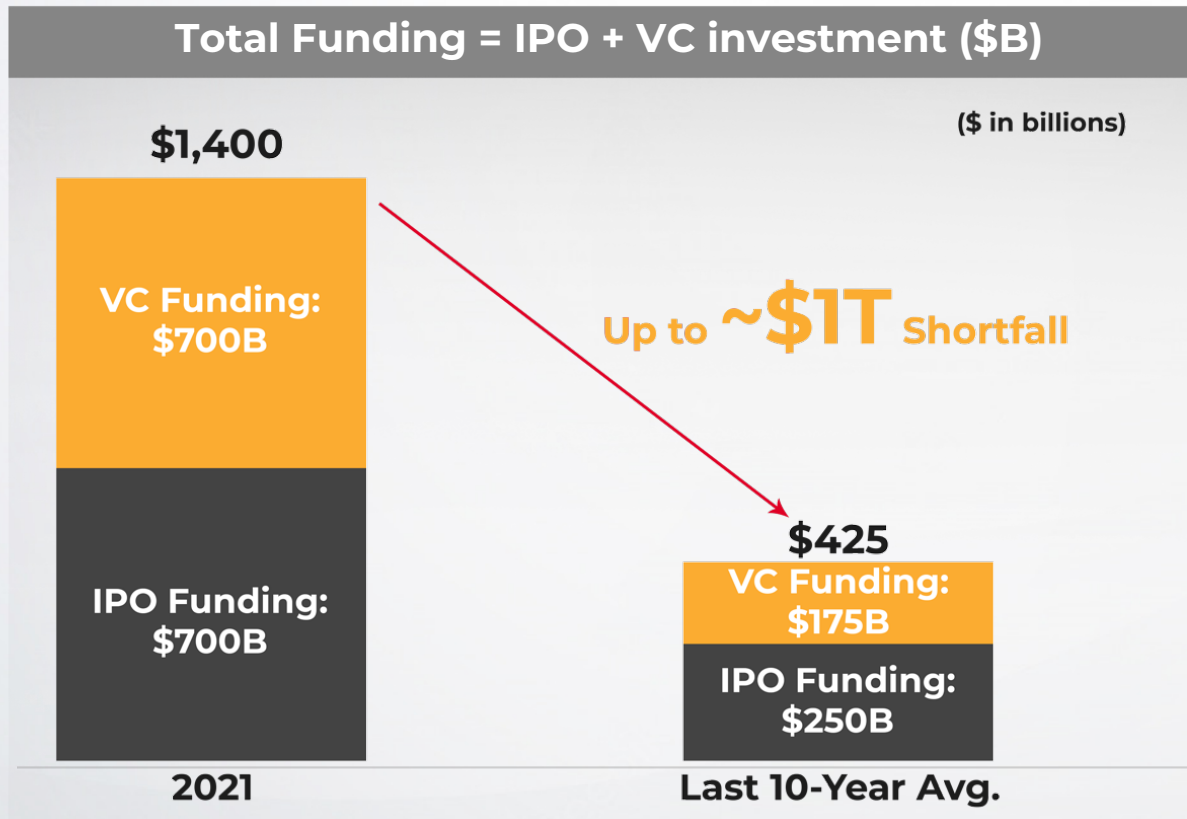 Total Funding = IPO + VC investment ($B)
($ in billions)
$1,400
VC Funding:
$700B
IPO Funding:
$700B
Up to ~$1T Shortfall
$425
VC Funding:
$175B
IPO Funding:
$250B
2021
Last 10-Year Avg.